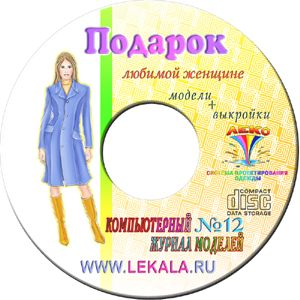 Подарок
любимой женщине
модели
+
выкройки
ЛЕКО
СИСТЕМА ПРОЕКТИРОВАНИЯ
ОДЕЖДЫ
COMPACT
disc
DATA STORAGE
КОМПЬЮТЕРНЫЙ №12
ЖУРНАЛ МОДЕЛЕЙ
WWW.LEKALA.RU